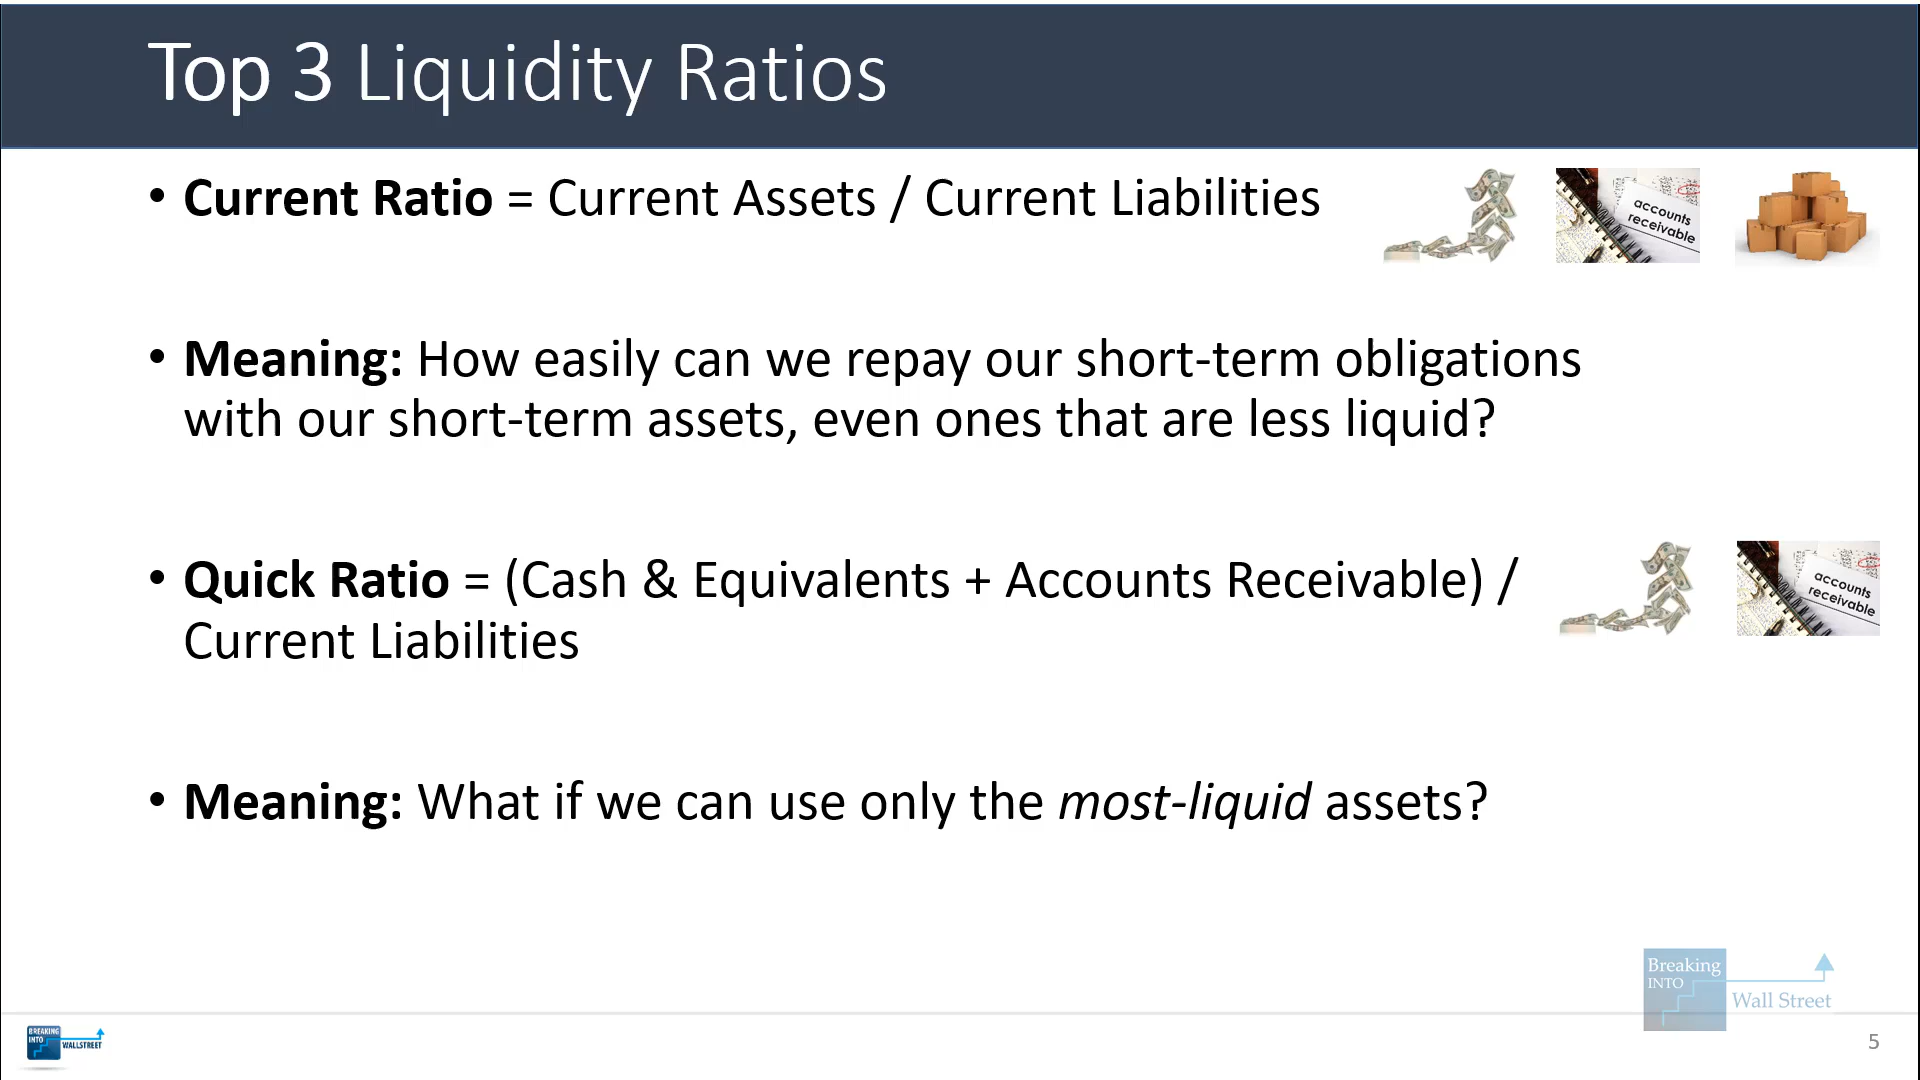 Top 3 Liquidity Ratios
• Current Ratio = Current Assets / Current Liabilities
accounts
receivable
• Meaning: How easily can we repay our short-term obligations
with our short-term assets, even ones that are less liquid?
• Quick Ratio = (Cash & Equivalents + Accounts Receivable) /
Current Liabilities
accounts
receivable
• Meaning: What if we can use only the most-liquid assets?
Breaking
INTO
Wall Street
BREAKING
INTO
WALLSTREET
5